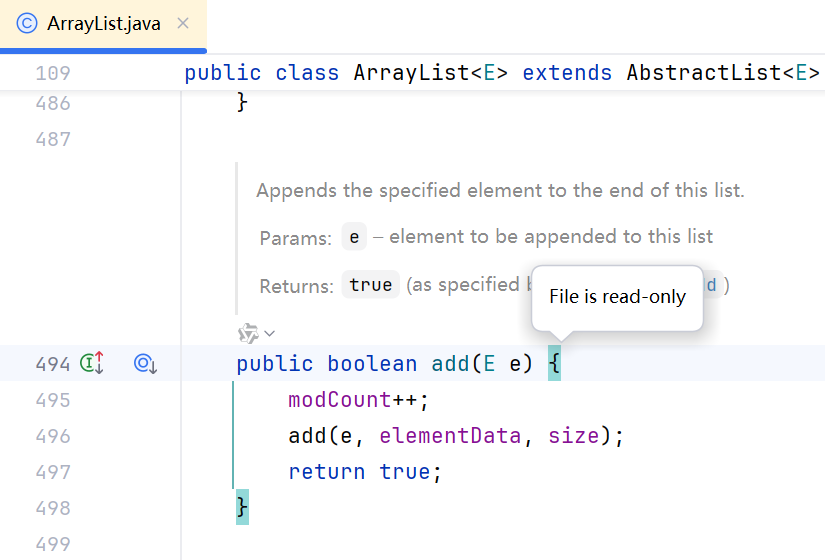 ArrayList.java
109 public class ArrayList<E> extends AbstractList<E>
486 }
487
Appends the specified element to the end of this list.
Params: e – element to be appended to this list
Returns: true (as specified d)
File is read-only
494 public boolean add(E e) {
495 modCount++;
496 add(e, elementData, size);
497 return true;
498 }
499